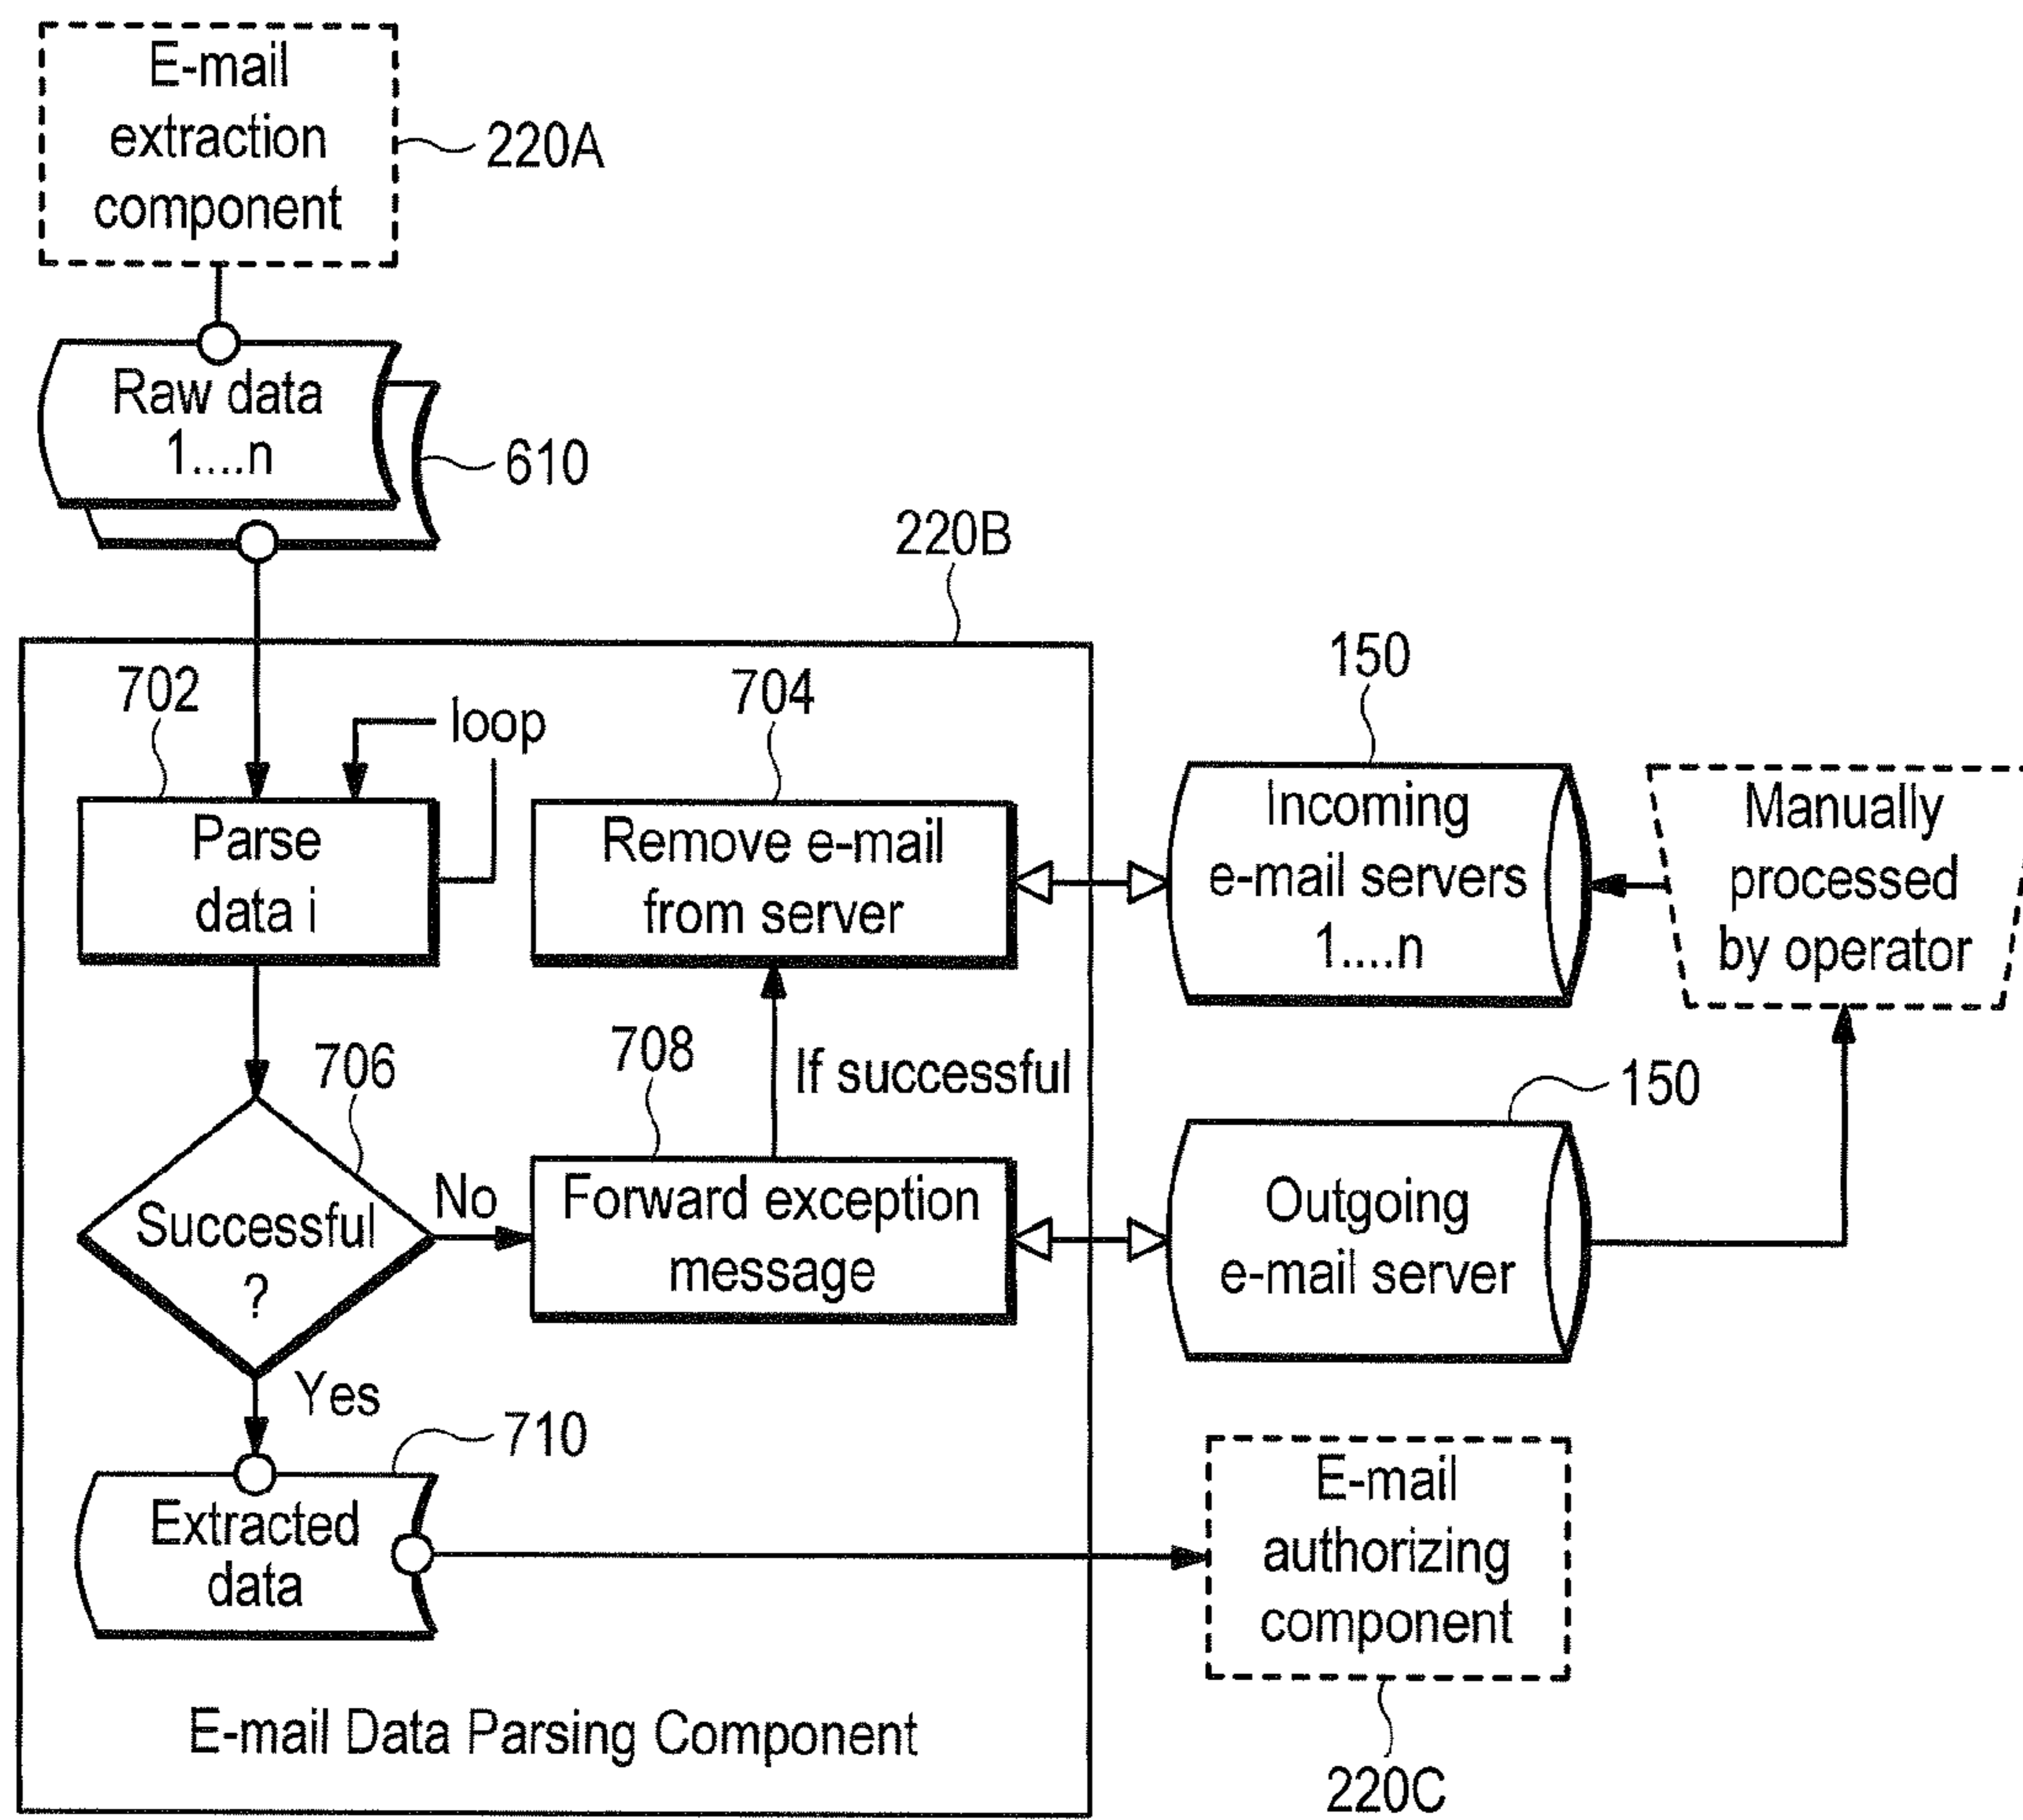 E-mail
extraction
component
220A
Raw data
1....n
610
220B
702
loop
704
150
Parse
data i
Remove e-mail
from server
Incoming
e-mail servers
1....n
Manually
processed
by operator
706
708
If successful
150
Successful
?
No
Forward exception
message
Outgoing
e-mail server
Yes
710
Extracted
data
E-mail
authorizing
component
E-mail Data Parsing Component
220C